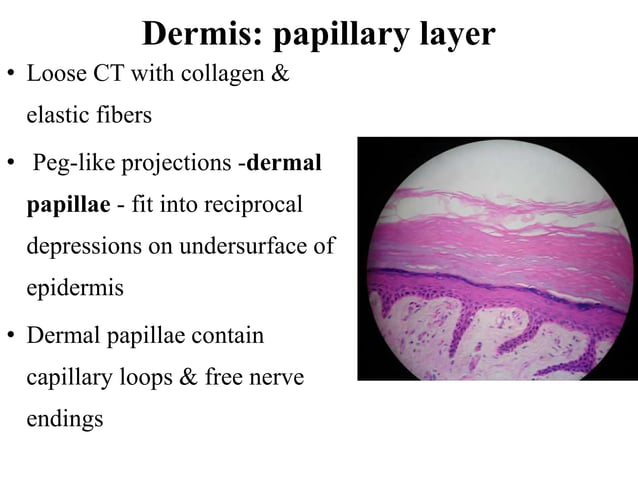 Dermis: papillary layer
• Loose CT with collagen &
elastic fibers
• Peg-like projections -dermal
papillae - fit into reciprocal
depressions on undersurface of
epidermis
• Dermal papillae contain
capillary loops & free nerve
endings